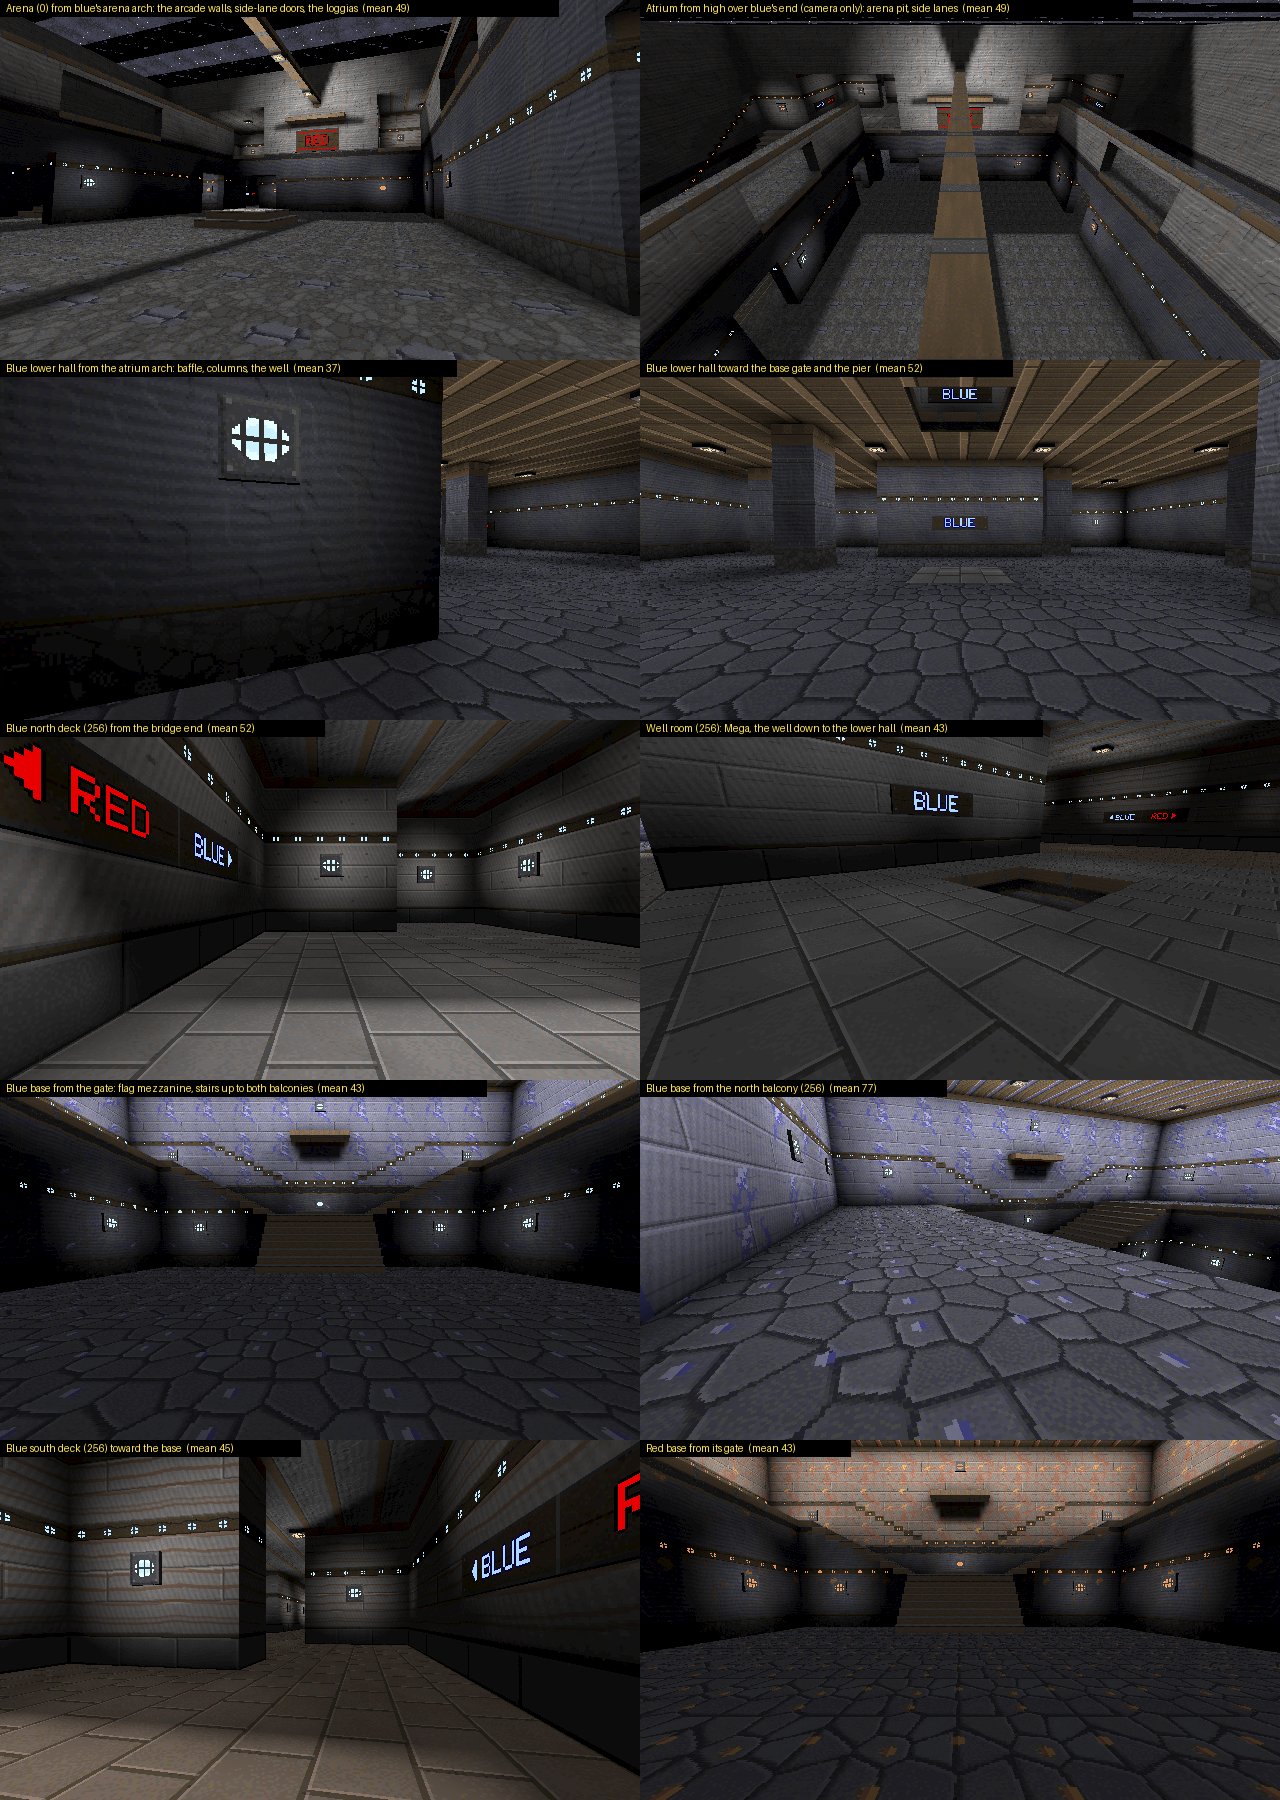 Arena (0) from blue's arena arch: the arcade walls, side-lane doors, the loggias (mean 49)
Atrium from high over blue's end (camera only): arena pit, side lanes (mean 49)
RED
Blue lower hall from the atrium arch: baffle, columns, the well (mean 37)
Blue lower hall toward the base gate and the pier (mean 52)
BLUE
BLUE
Blue north deck (256) from the bridge end (mean 52)
Well room (256): Mega, the well down to the lower hall (mean 43)
RED
BLUE
BLUE
BLUE RED
Blue base from the gate: flag mezzanine, stairs up to both balconies (mean 43)
Blue base from the north balcony (256) (mean 77)
Blue south deck (256) toward the base (mean 45)
Red base from its gate (mean 43)
BLUE